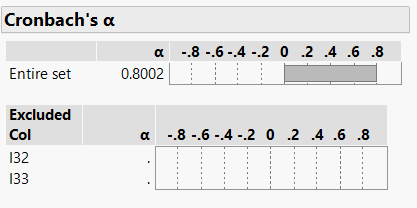 Cronbach's α
α -.8 -.6 -.4 -.2 0 .2 .4 .6 .8
Entire set 0.8002
Excluded
Col α -.8 -.6 -.4 -.2 0 .2 .4 .6 .8
I32 .
I33 .